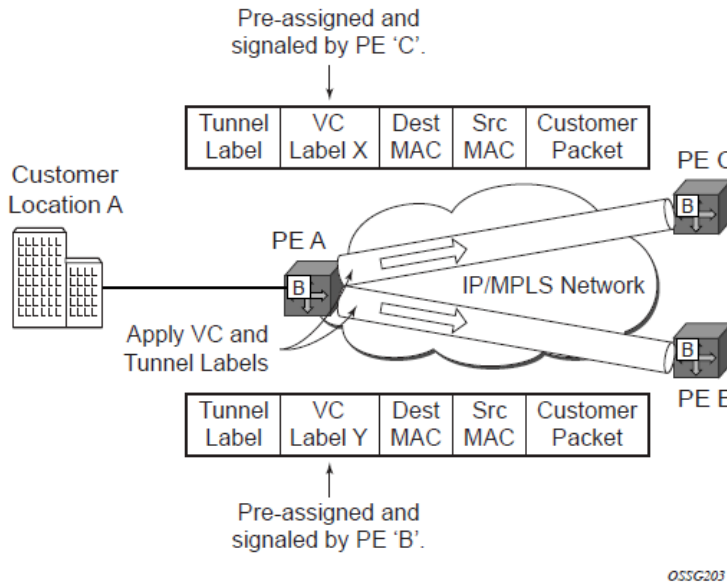 Pre-assigned and
signaled by PE ‘C’.
Tunnel
Label
VC
Label X
Dest
MAC
Src
MAC
Customer
Packet
PE C
Customer
Location A
PE A
B
B
IP/MPLS Network
Apply VC and
Tunnel Labels
B
PE B
Tunnel
Label
VC
Label Y
Dest
MAC
Src
MAC
Customer
Packet
Pre-assigned and
signaled by PE ‘B’.
OSSG203